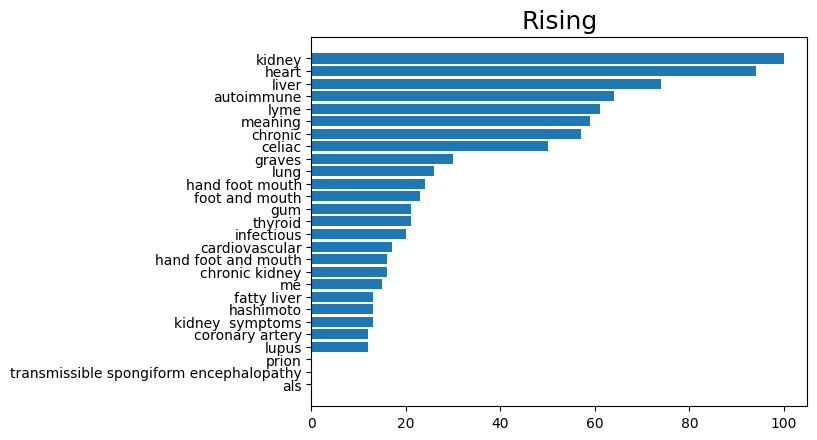 Rising
kidney
heart
liver
autoimmune
lyme
meaning
chronic
celiac
graves
lung
hand foot mouth
foot and mouth
gum
thyroid
infectious
cardiovascular
hand foot and mouth
chronic kidney
me
fatty liver
hashimoto
kidney  symptoms
coronary artery
lupus
prion
transmissible spongiform encephalopathy
als
0 20 40 60 80 100